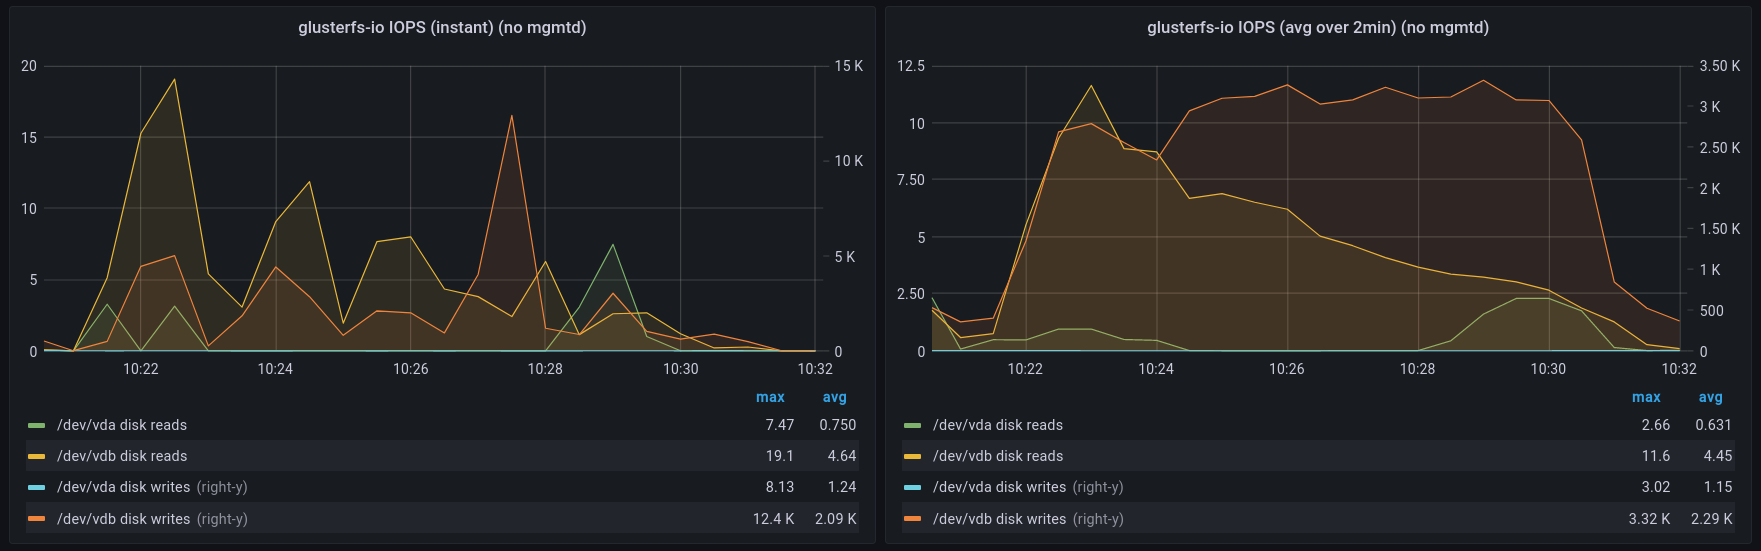 glusterfs-io IOPS (instant) (no mgmtd)
20
15
10
5
0
15 K
10 K
5 K
0
10:22 10:24 10:26 10:28 10:30 10:32
max avg
/dev/vda disk reads 7.47 0.750
/dev/vdb disk reads 19.1 4.64
/dev/vda disk writes (right-y) 8.13 1.24
/dev/vdb disk writes (right-y) 12.4 K 2.09 K
glusterfs-io IOPS (avg over 2min) (no mgmtd)
12.5
10
7.50
5
2.50
0
3.50 K
3 K
2.50 K
2 K
1.50 K
1 K
500
0
10:22 10:24 10:26 10:28 10:30 10:32
max avg
/dev/vda disk reads 2.66 0.631
/dev/vdb disk reads 11.6 4.45
/dev/vda disk writes (right-y) 3.02 1.15
/dev/vdb disk writes (right-y) 3.32 K 2.29 K